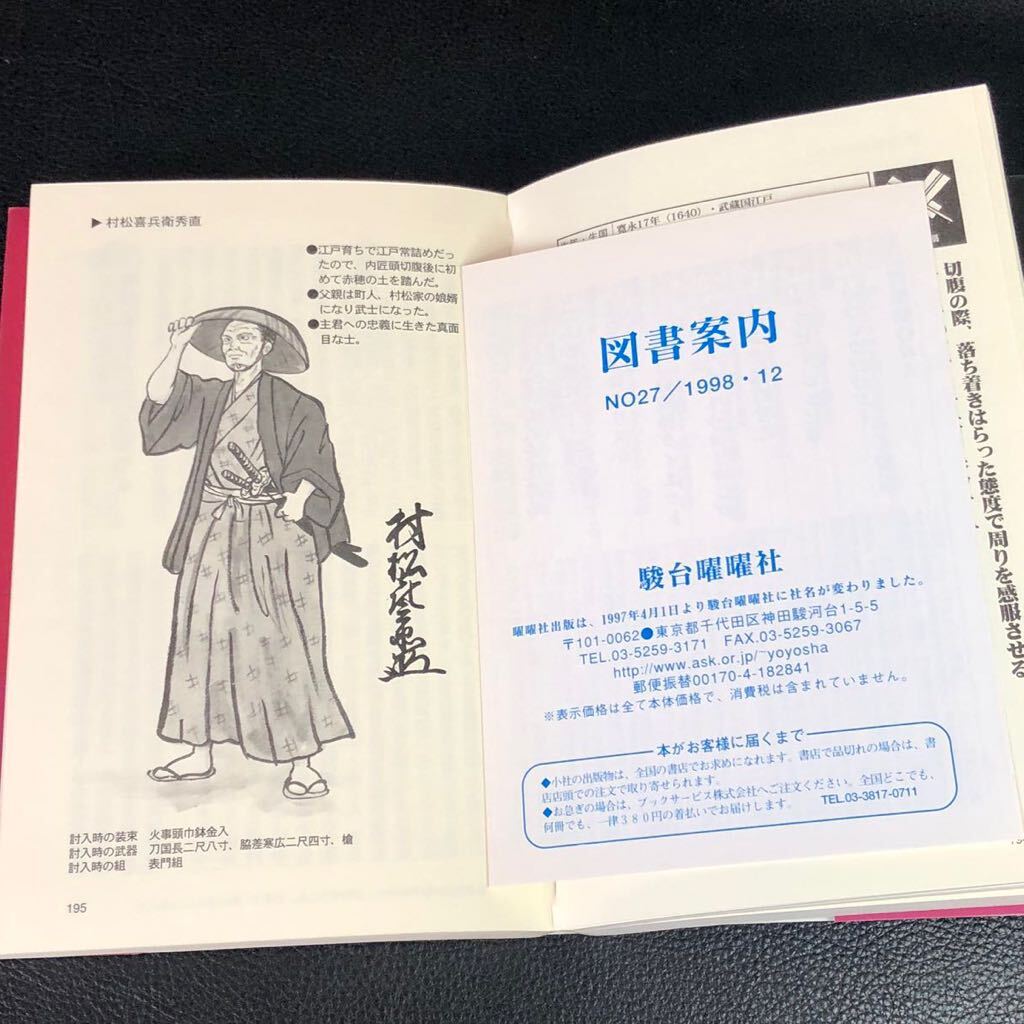 ▶村松喜兵衛秀直
●江戸育ちで江戸常詰めだっ
たので、内匠頭切腹後に初
めて赤穂の土を踏んだ。
●父親は町人、村松家の娘婿
になり武士になった。
●主君への忠義に生きた真面
目な士。
村松
討入時の装束　火事頭巾鉢金入
討入時の武器　刀国長二尺八寸、脇差寒広二尺四寸、槍
討入時の組　表門組
195
生国 寛永17年（1640）・武蔵国江戸
切腹の際、落ち着きはらった態度で周りを感服させる
図書案内
NO27／1998・12
駿台曜曜社
曜曜社出版は、1997年4月1日より駿台曜曜社に社名が変わりました。
〒101-0062●東京都千代田区神田駿河台1-5-5
TEL.03-5259-3171　FAX.03-5259-3067
http://www.ask.or.jp/~yoyosha
郵便振替00170-4-182841
※表示価格は全て本体価格で、消費税は含まれていません。
本がお客様に届くまで
◆小社の出版物は、全国の書店でお求めになれます。書店で品切れの場合は、書
店店頭での注文で取り寄せられます。
◆お急ぎの場合は、ブックサービス株式会社へご注文ください。全国どこでも、
何冊でも、一律３８０円の着払いでお届けします。　TEL.03-3817-0711